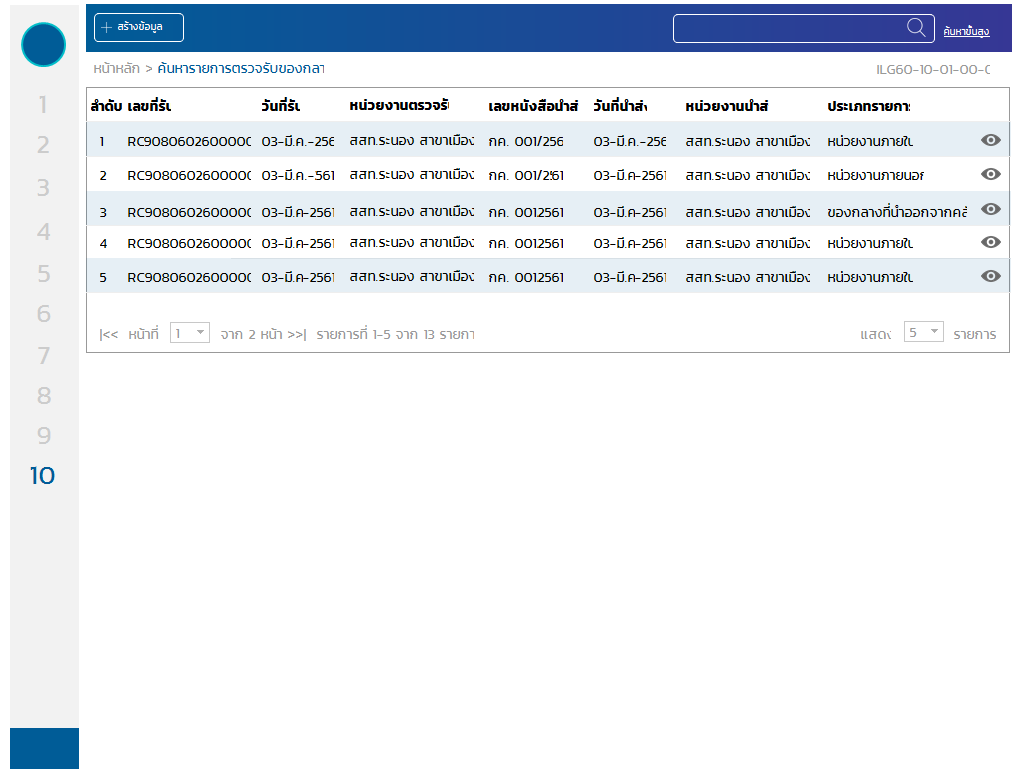 + สร้างข้อมูล
ค้นหาขั้นสูง
หน้าหลัก > ค้นหารายการตรวจรับของกลา
ILG60-10-01-00-0
1
2
3
4
5
6
7
8
9
10
ลำดับ เลขที่รับ วันที่รับ หน่วยงานตรวจรับ เลขหนังสือนำส่ วันที่นำส่ง หน่วยงานนำส่ ประเภทรายการ
1 RC9080602600000 03-มี.ค.-256 สสท.ระนอง สาขาเมือง กค. 001/256 03-มี.ค.-256 สสท.ระนอง สาขาเมือง หน่วยงานภายใน
2 RC9080602600000 03-มี.ค.-561 สสท.ระนอง สาขาเมือง กค. 001/2561 03-มี.ค-2561 สสท.ระนอง สาขาเมือง หน่วยงานภายนอก
3 RC9080602600000 03-มี.ค-2561 สสท.ระนอง สาขาเมือง กค. 0012561 03-มี.ค-2561 สสท.ระนอง สาขาเมือง ของกลางที่นำออกจากคลั
4 RC9080602600000 03-มี.ค-2561 สสท.ระนอง สาขาเมือง กค. 0012561 03-มี.ค-2561 สสท.ระนอง สาขาเมือง หน่วยงานภายใน
5 RC9080602600000 03-มี.ค-2561 สสท.ระนอง สาขาเมือง กค. 0012561 03-มี.ค-2561 สสท.ระนอง สาขาเมือง หน่วยงานภายใน
|<< หน้าที่ 1 จาก 2 หน้า >>| รายการที่ 1-5 จาก 13 รายกา แสดง 5 รายการ